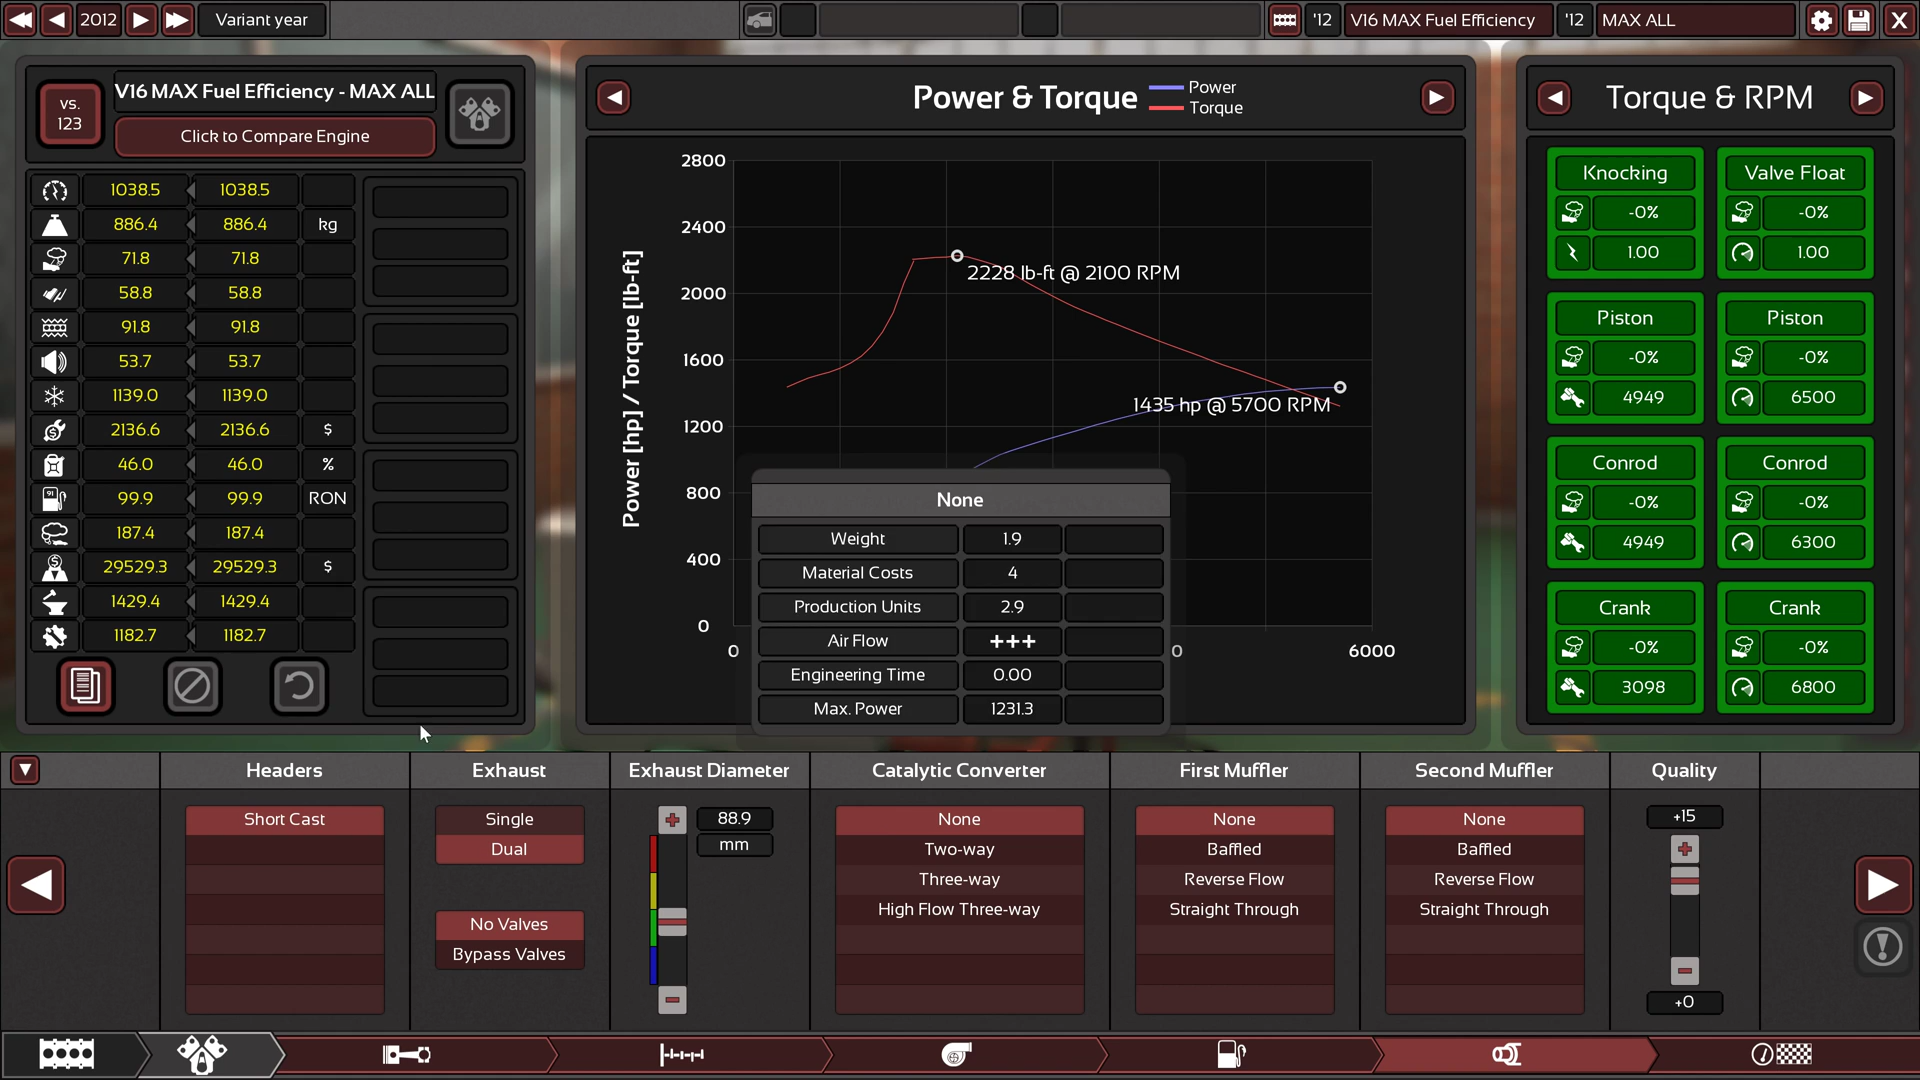 2012
Variant year
'12
V16 MAX Fuel Efficiency
'12
MAX ALL
X
vs.
123
V16 MAX Fuel Efficiency - MAX ALL
Click to Compare Engine
1038.5 1038.5
886.4 886.4 kg
71.8 71.8
58.8 58.8
91.8 91.8
53.7 53.7
1139.0 1139.0
2136.6 2136.6 $
46.0 46.0 %
99.9 99.9 RON
187.4 187.4
29529.3 29529.3 $
1429.4 1429.4
1182.7 1182.7
Power & Torque
Power
Torque
Power [hp] / Torque [lb-ft]
2800
2400
2000
1600
1200
800
400
0
0
0
6000
2228 lb-ft @ 2100 RPM
1435 hp @ 5700 RPM
None
Weight 1.9
Material Costs 4
Production Units 2.9
Air Flow +++
Engineering Time 0.00
Max. Power 1231.3
Torque & RPM
Knocking
-0%
1.00
Valve Float
-0%
1.00
Piston
-0%
4949
Piston
-0%
6500
Conrod
-0%
4949
Conrod
-0%
6300
Crank
-0%
3098
Crank
-0%
6800
Headers
Short Cast
Exhaust
Single
Dual
No Valves
Bypass Valves
Exhaust Diameter
88.9
mm
Catalytic Converter
None
Two-way
Three-way
High Flow Three-way
First Muffler
None
Baffled
Reverse Flow
Straight Through
Second Muffler
None
Baffled
Reverse Flow
Straight Through
Quality
+15
+0